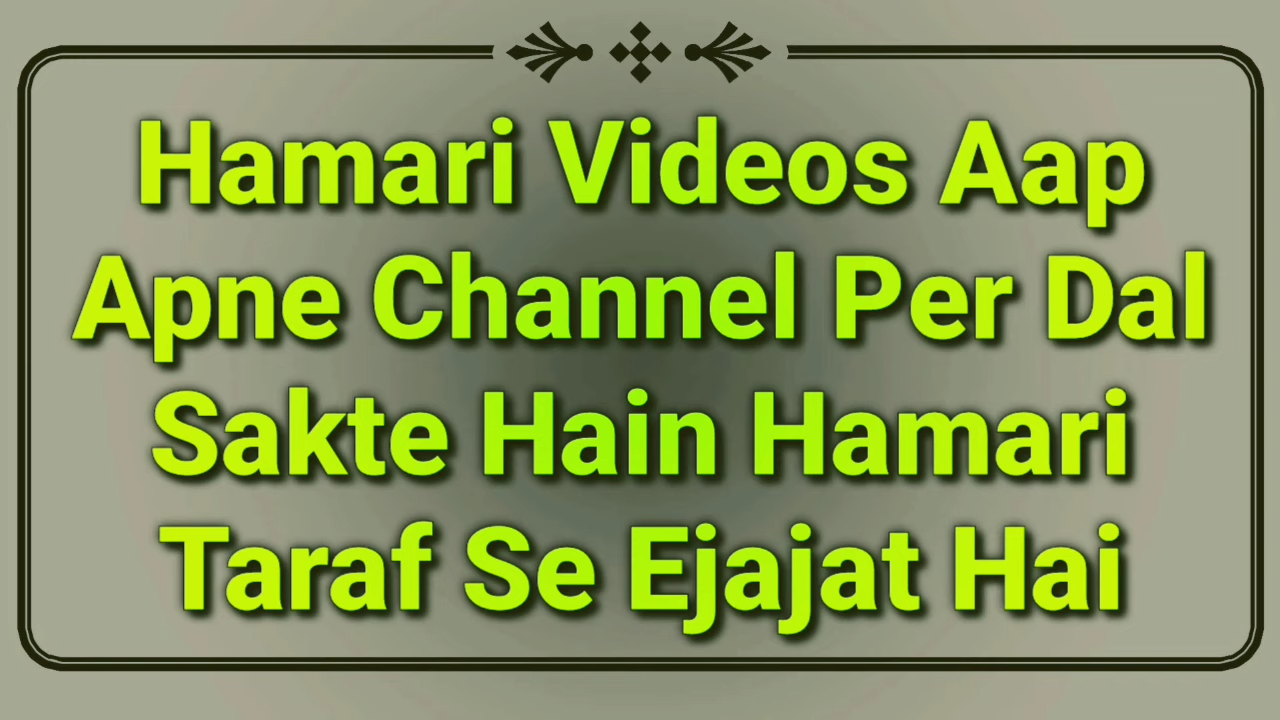 Hamari Videos Aap
Apne Channel Per Dal
Sakte Hain Hamari
Taraf Se Ejajat Hai